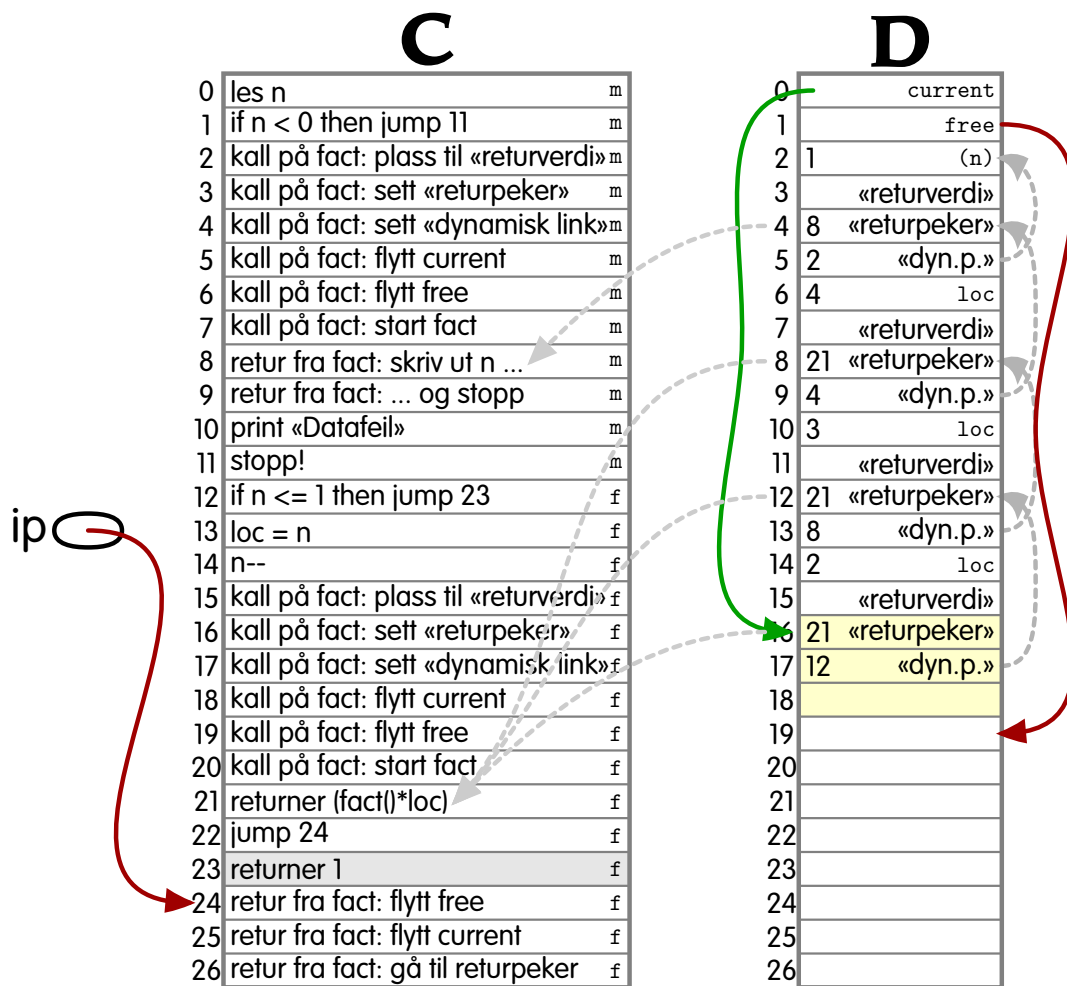 C
0 les n m
1 if n < 0 then jump 11 m
2 kall på fact: plass til «returverdi» m
3 kall på fact: sett «returpeker» m
4 kall på fact: sett «dynamisk link» m
5 kall på fact: flytt current m
6 kall på fact: flytt free m
7 kall på fact: start fact m
8 retur fra fact: skriv ut n ... m
9 retur fra fact: ... og stopp m
10 print «Datafeil» m
11 stopp! m
12 if n <= 1 then jump 23 f
ip
13 loc = n f
14 n-- f
15 kall på fact: plass til «returverdi» f
16 kall på fact: sett «returpeker» f
17 kall på fact: sett «dynamisk link» f
18 kall på fact: flytt current f
19 kall på fact: flytt free f
20 kall på fact: start fact f
21 returner (fact()*loc) f
22 jump 24 f
23 returner 1 f
24 retur fra fact: flytt free f
25 retur fra fact: flytt current f
26 retur fra fact: gå til returpeker f
D
0 current
1 free
2 1 (n)
3 «returverdi»
4 8 «returpeker»
5 2 «dyn.p.»
6 4 loc
7 «returverdi»
8 21 «returpeker»
9 4 «dyn.p.»
10 3 loc
11 «returverdi»
12 21 «returpeker»
13 8 «dyn.p.»
14 2 loc
15 «returverdi»
16 21 «returpeker»
17 12 «dyn.p.»
18
19
20
21
22
23
24
25
26